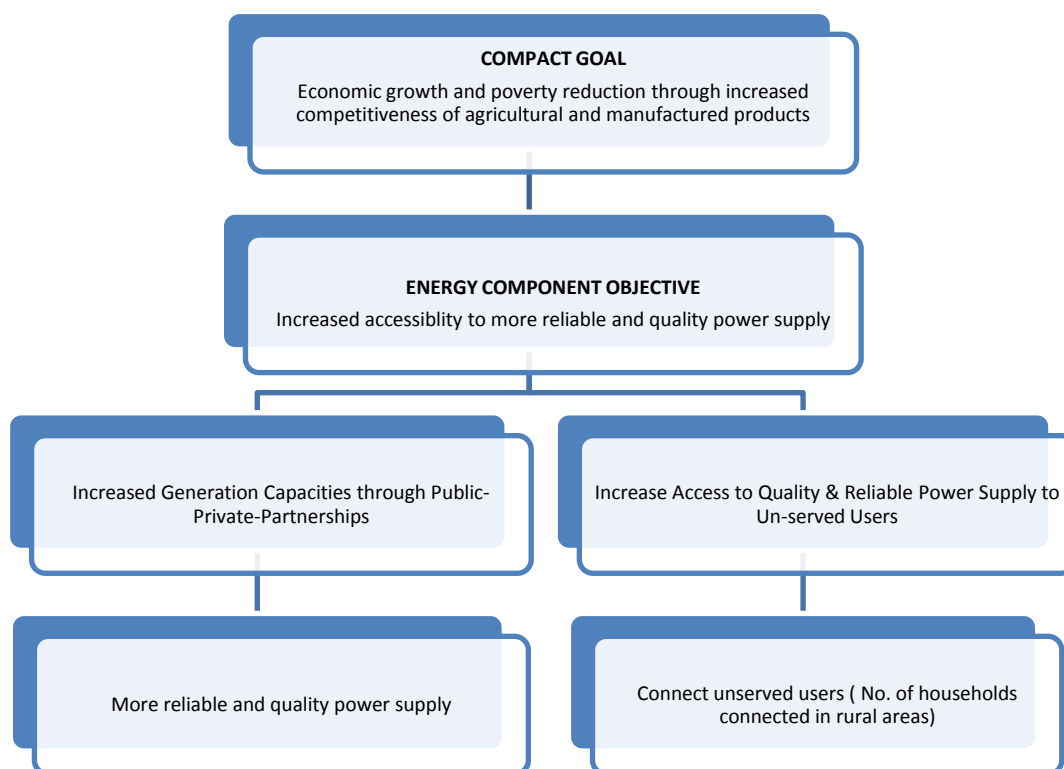 COMPACT GOAL
Economic growth and poverty reduction through increased
competitiveness of agricultural and manufactured products
ENERGY COMPONENT OBJECTIVE
Increased accessiblity to more reliable and quality power supply
Increased Generation Capacities through Public-
Private-Partnerships
Increase Access to Quality & Reliable Power Supply to
Un-served Users
More reliable and quality power supply
Connect unserved users ( No. of households
connected in rural areas)